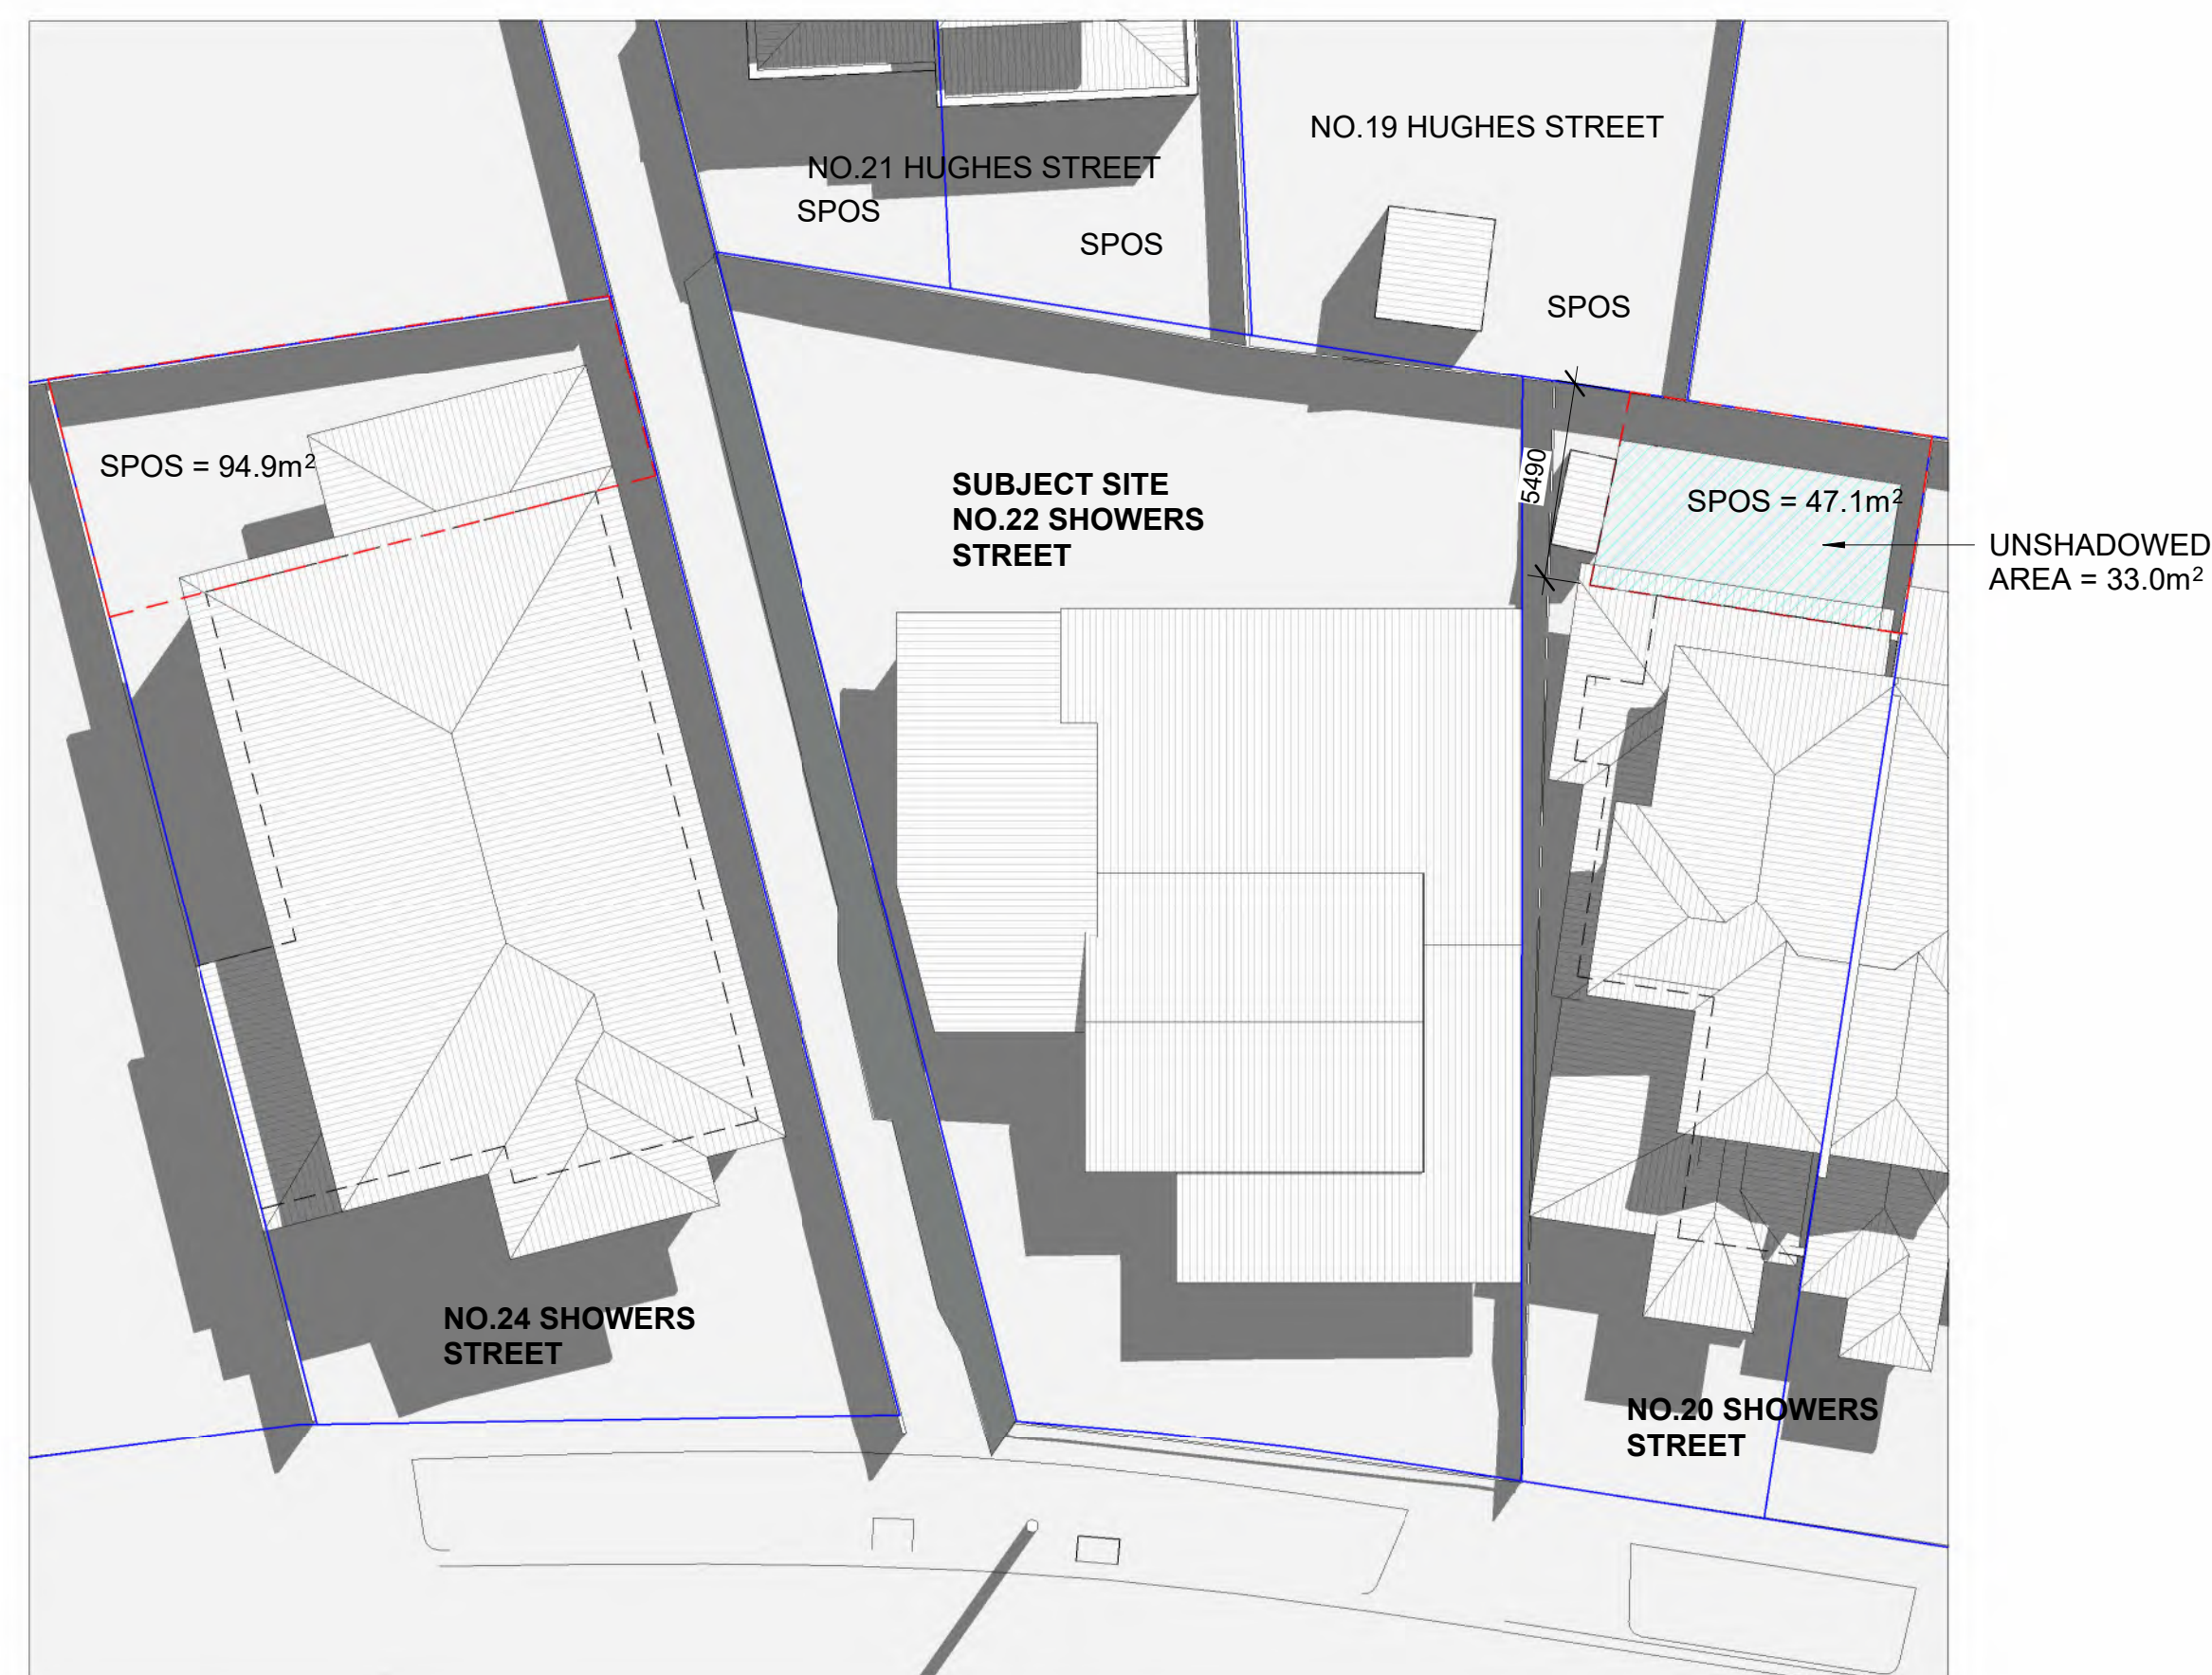 NO.19 HUGHES STREET
NO.21 HUGHES STREET
SPOS
SPOS
SPOS
SPOS = 94.9m²
SUBJECT SITE
NO.22 SHOWERS
STREET
5490
SPOS = 47.1m²
UNSHADOWED
AREA = 33.0m²
NO.24 SHOWERS
STREET
NO.20 SHOWERS
STREET